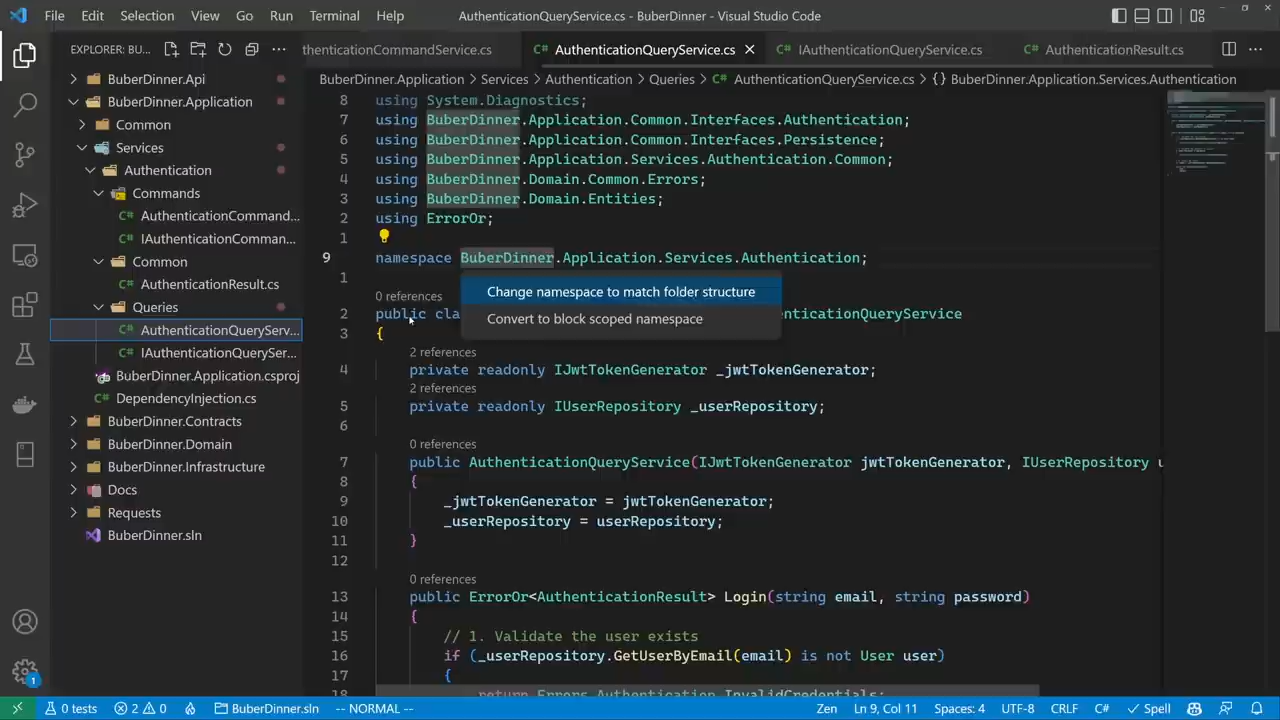 File Edit Selection View Go Run Terminal Help AuthenticationQueryService.cs - BuberDinner - Visual Studio Code
EXPLORER: BU...
BuberDinner.Api
BuberDinner.Application
Common
Services
Authentication
Commands
AuthenticationCommand...
IAuthenticationComman...
Common
AuthenticationResult.cs
Queries
AuthenticationQueryServ...
IAuthenticationQuerySer...
BuberDinner.Application.csproj
DependencyInjection.cs
BuberDinner.Contracts
BuberDinner.Domain
BuberDinner.Infrastructure
Docs
Requests
BuberDinner.sln
thenticationCommandService.cs C# AuthenticationQueryService.cs C# IAuthenticationQueryService.cs C# AuthenticationResult.cs
BuberDinner.Application > Services > Authentication > Queries > C# AuthenticationQueryService.cs > {} BuberDinner.Application.Services.Authentication
8 using System.Diagnostics;
7 using BuberDinner.Application.Common.Interfaces.Authentication;
6 using BuberDinner.Application.Common.Interfaces.Persistence;
5 using BuberDinner.Application.Services.Authentication.Common;
4 using BuberDinner.Domain.Common.Errors;
3 using BuberDinner.Domain.Entities;
2 using ErrorOr;
1
9 namespace BuberDinner.Application.Services.Authentication;
1
Change namespace to match folder structure
Convert to block scoped namespace
0 references
2 public cla thenticationQueryService
3 {
2 references
4 private readonly IJwtTokenGenerator _jwtTokenGenerator;
2 references
5 private readonly IUserRepository _userRepository;
6
0 references
7 public AuthenticationQueryService(IJwtTokenGenerator jwtTokenGenerator, IUserRepository u
8 {
9 _jwtTokenGenerator = jwtTokenGenerator;
10 _userRepository = userRepository;
11 }
12
0 references
13 public ErrorOr<AuthenticationResult> Login(string email, string password)
14 {
15 // 1. Validate the user exists
16 if (_userRepository.GetUserByEmail(email) is not User user)
17 {
18 return Errors.Authentication.InvalidCredentials;
1
0 tests 2 0 BuberDinner.sln -- NORMAL -- Zen Ln 9, Col 11 Spaces: 4 UTF-8 CRLF C# Spell